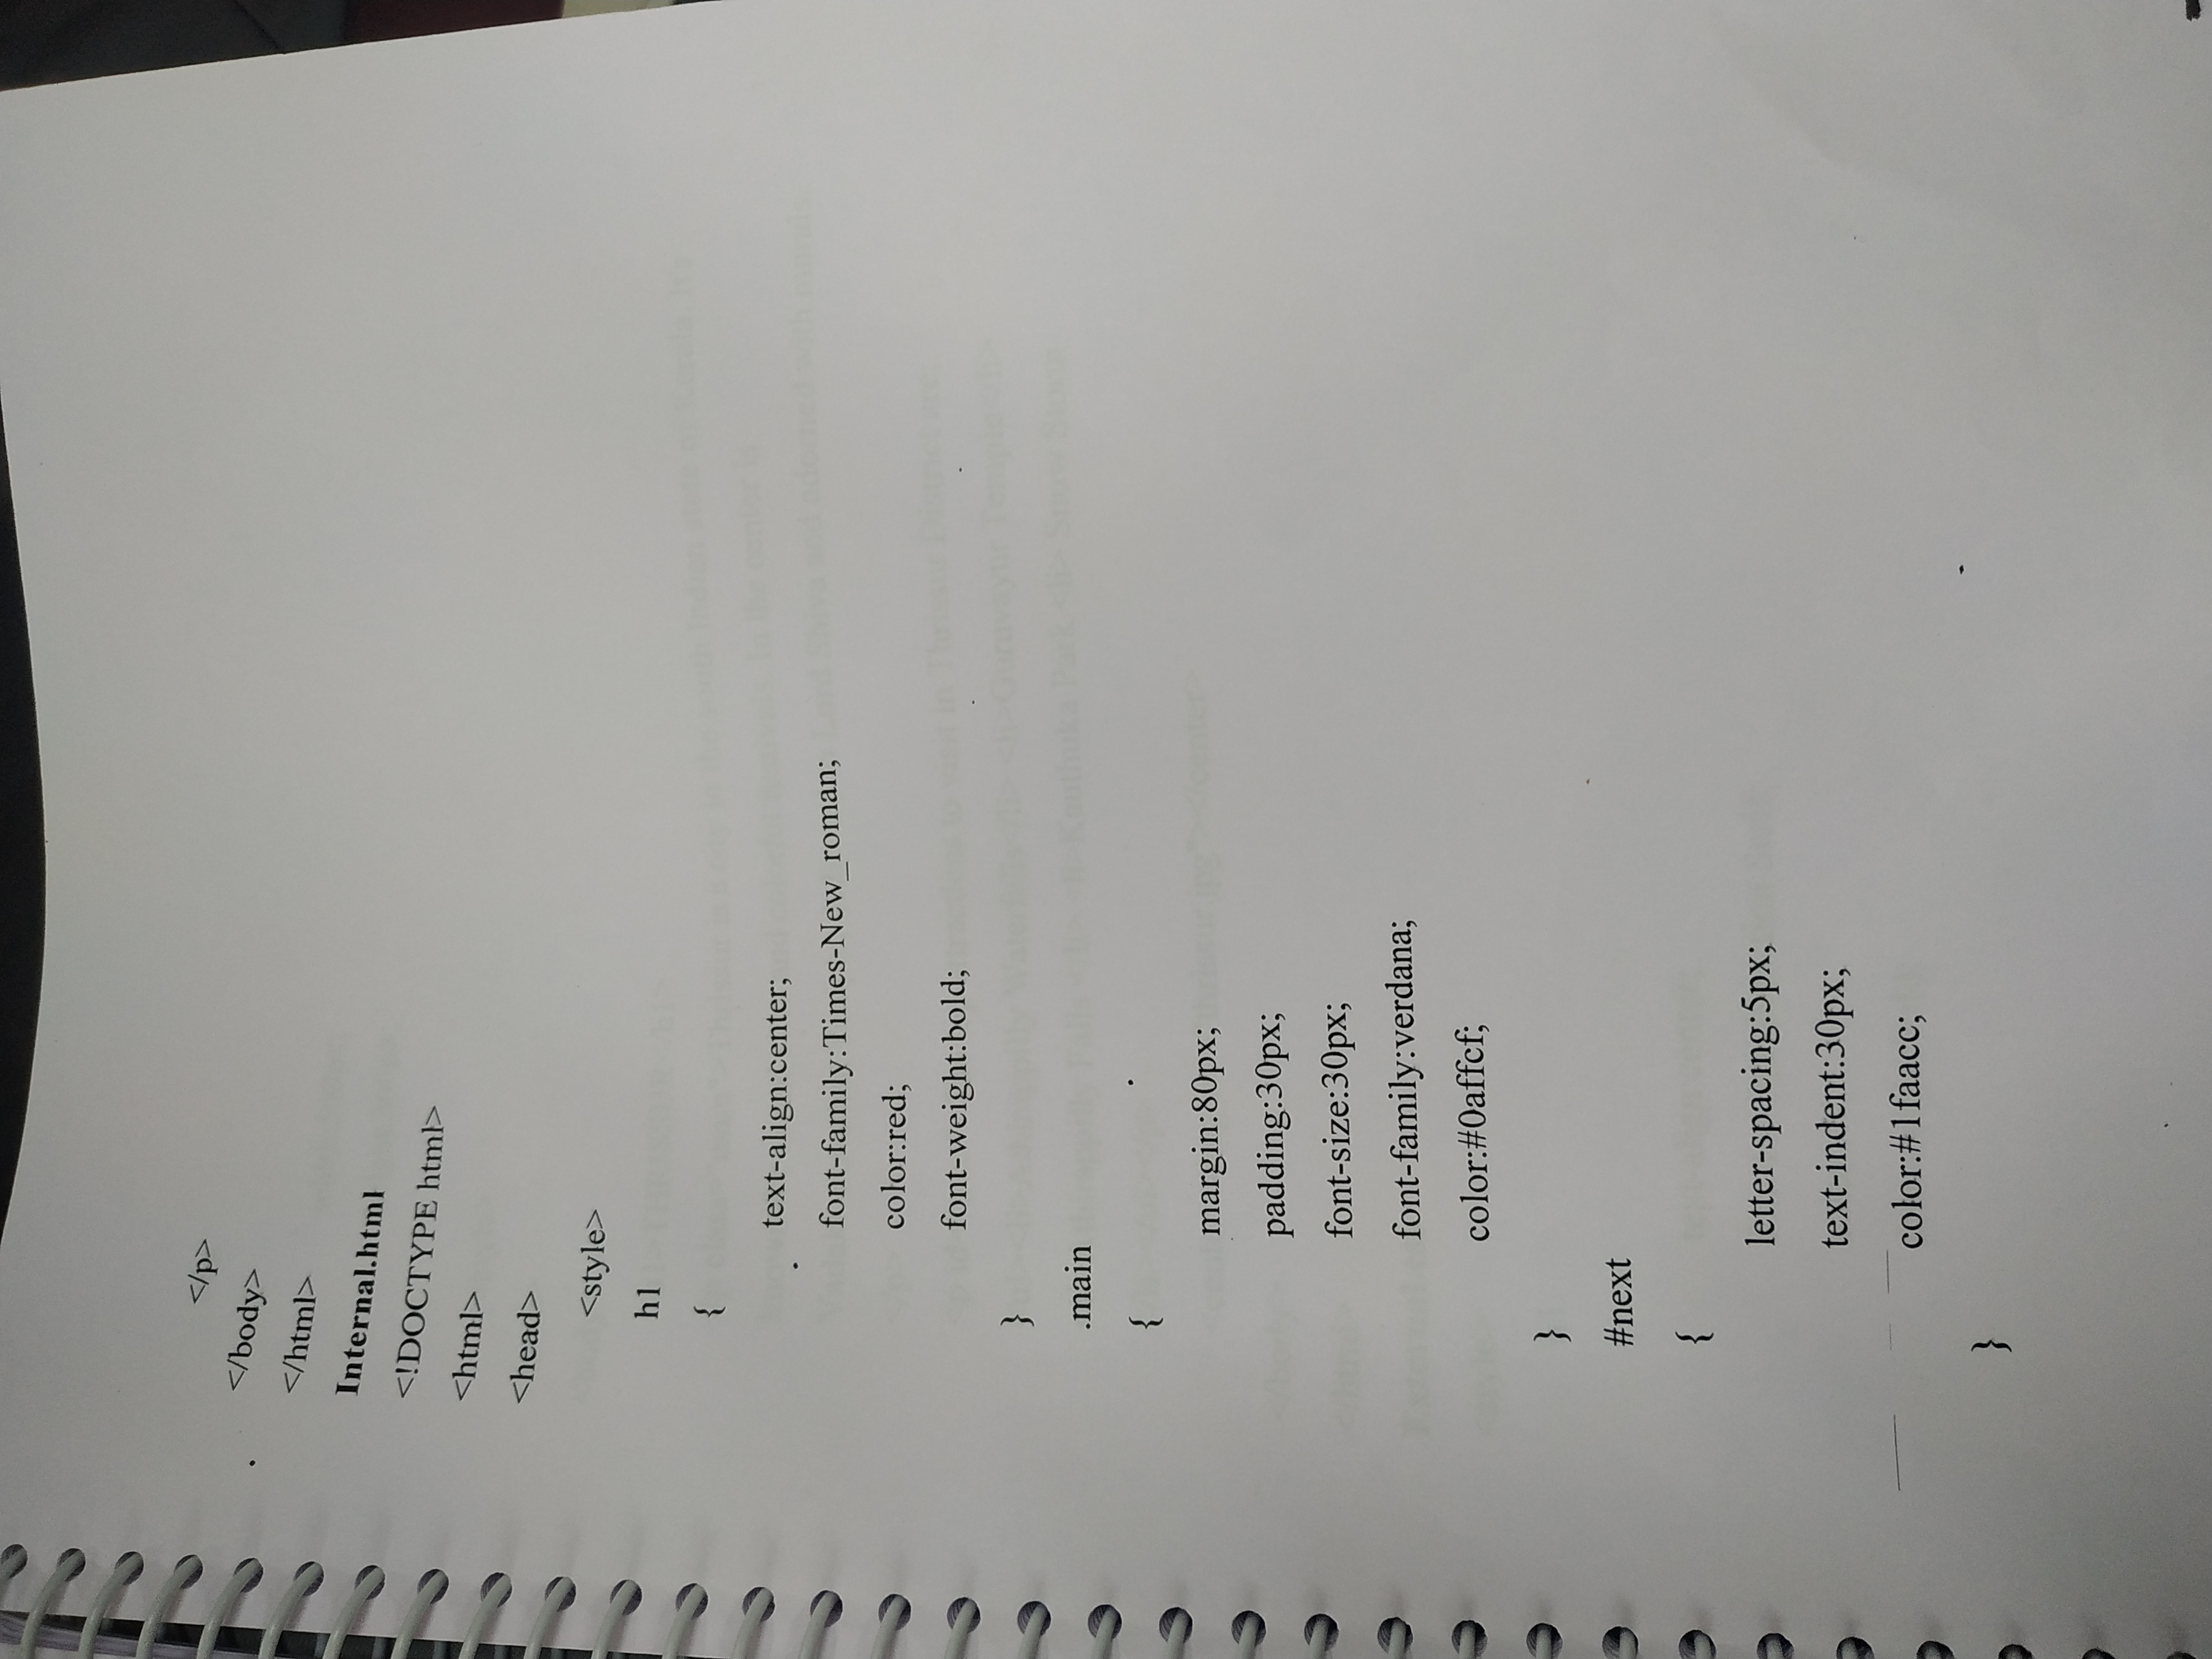 </p>
</body>
</html>
Internal.html
<!DOCTYPE html>
<html>
<head>
<style>
h1
{
text-align:center;
font-family:Times-New_roman;
color:red;
font-weight:bold;
}
.main
{
margin:80px;
padding:30px;
font-size:30px;
font-family:verdana;
color:#0affcf;
}
#next
{
letter-spacing:5px;
text-indent:30px;
color:#1faacc;
}